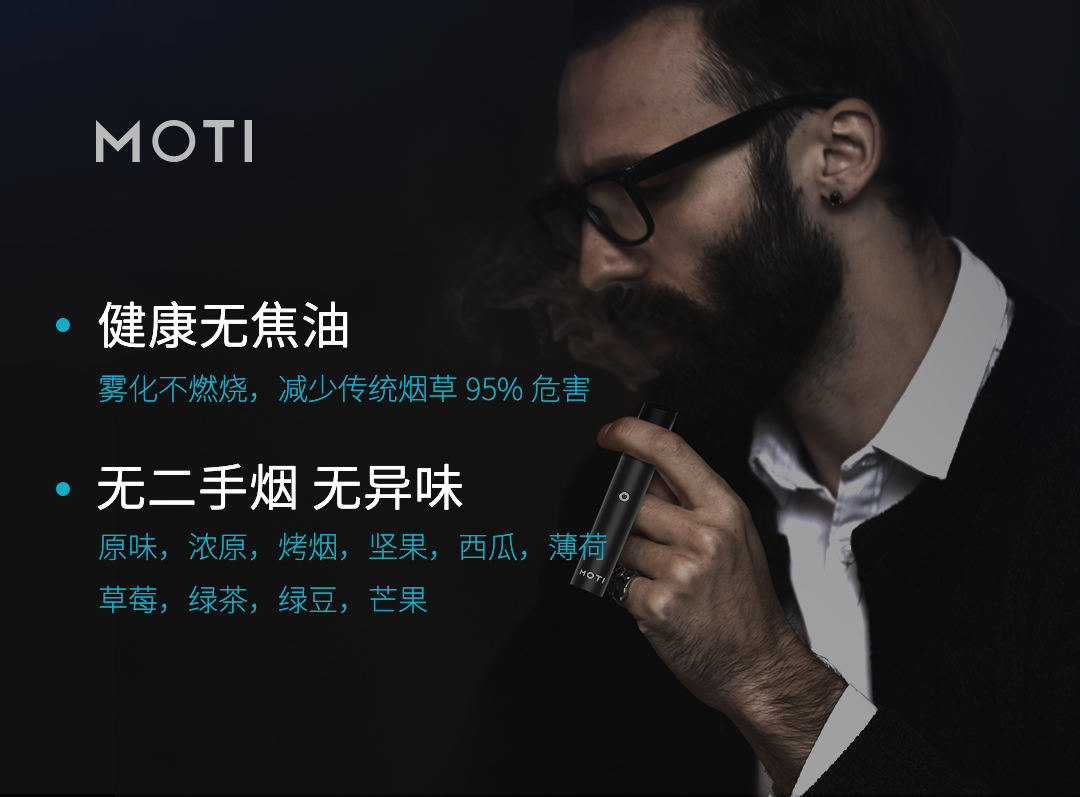 MOTI
健康无焦油
雾化不燃烧，减少传统烟草 95% 危害
无二手烟 无异味
原味，浓原，烤烟，坚果，西瓜，薄荷
草莓，绿茶，绿豆，芒果
MOTI